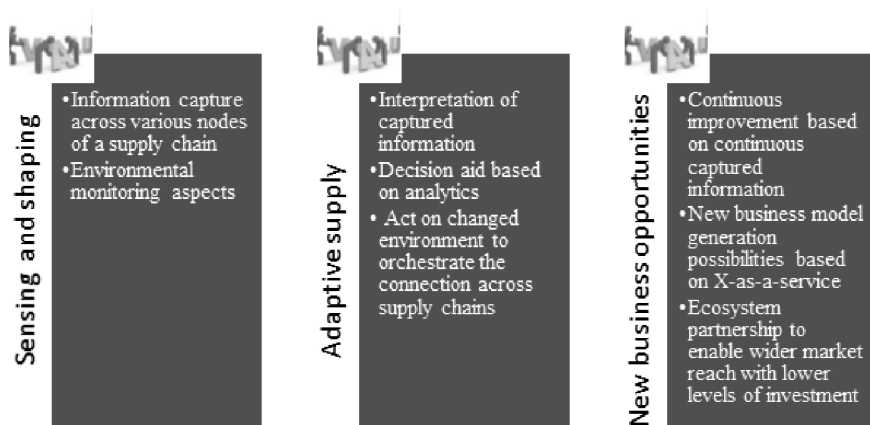 Sensing and shaping
•Information capture
across various nodes
of a supply chain
•Environmental
monitoring aspects
Adaptive supply
•Interpretation of
captured
information
•Decision aid based
on analytics
• Act on changed
environment to
orchestrate the
connection across
supply chains
New business opportunities
•Continuous
improvement based
on continuous
captured
information
•New business model
generation
possibilities based
on X-as-a-service
•Ecosystem
partnership to
enable wider market
reach with lower
levels of investment